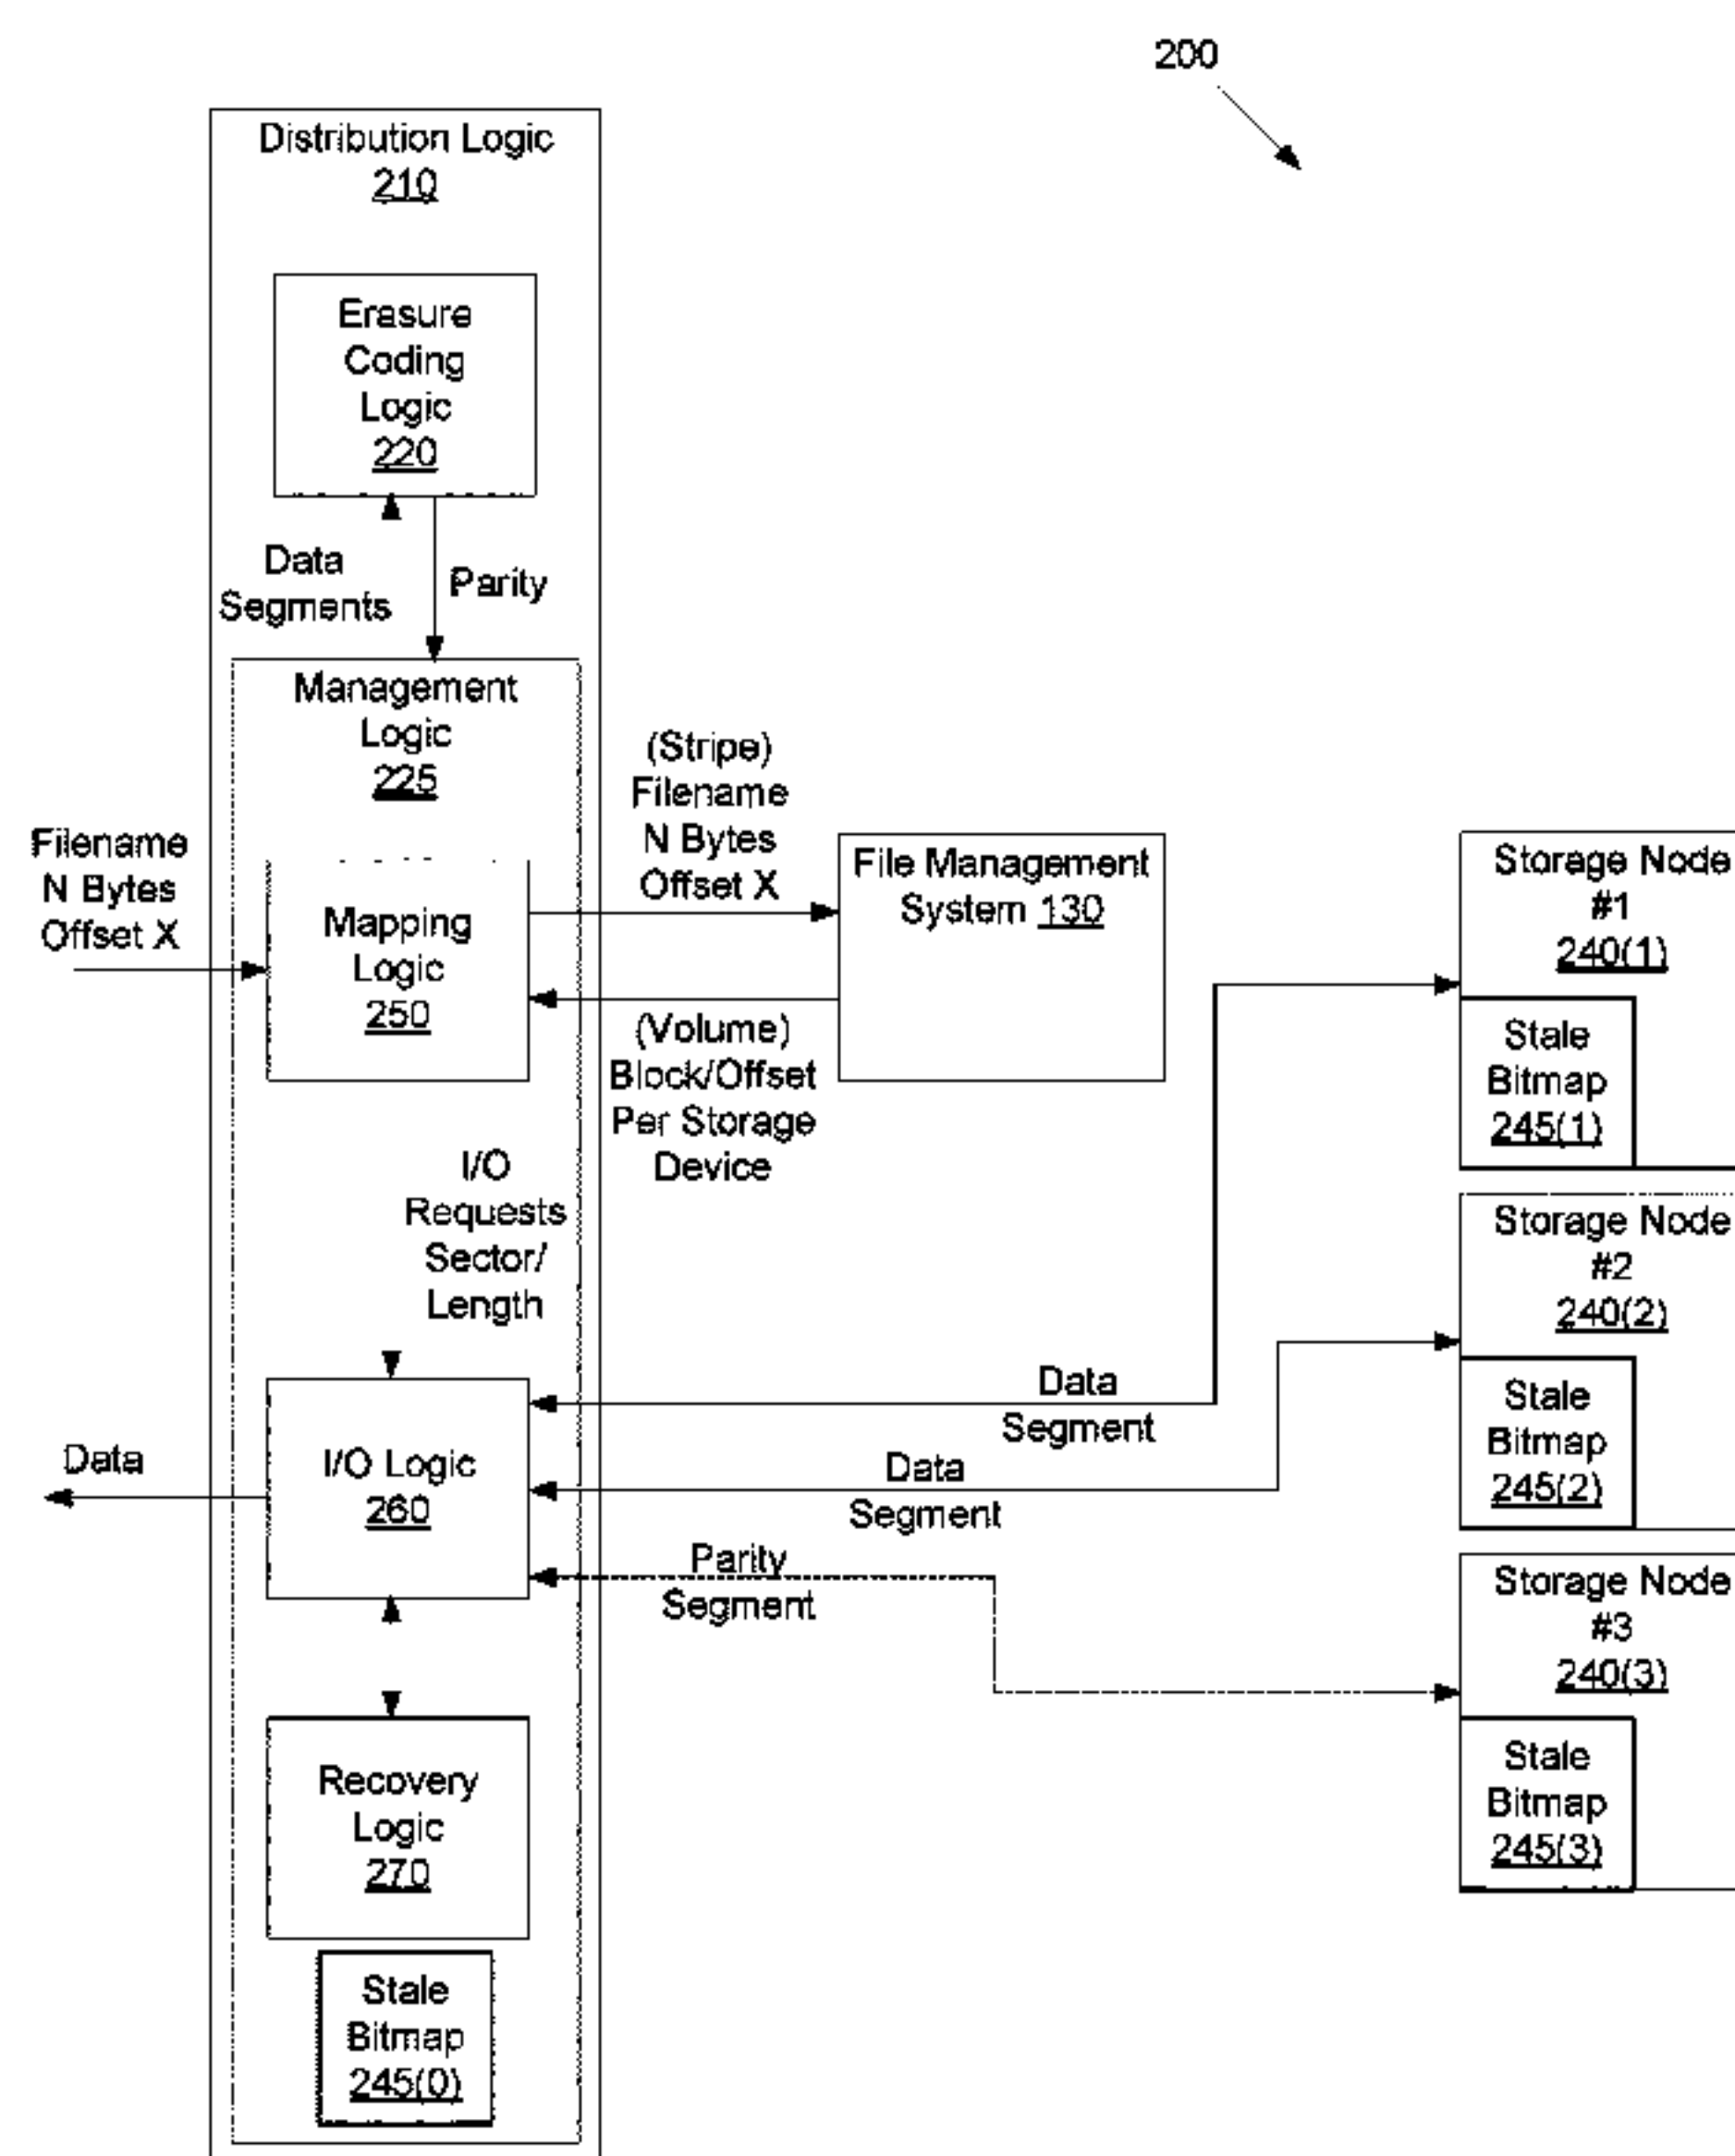 200
Distribution Logic
210
Erasure
Coding
Logic
220
Data
Segments
Parity
Management
Logic
225
Filename
N Bytes
Offset X
Mapping
Logic
250
(Stripe)
Filename
N Bytes
Offset X
File Management
System 130
(Volume)
Block/Offset
Per Storage
Device
I/O
Requests
Sector/
Length
I/O Logic
260
Data
Data
Segment
Data
Segment
Parity
Segment
Recovery
Logic
270
Stale
Bitmap
245(0)
Storage Node
#1
240(1)
Stale
Bitmap
245(1)
Storage Node
#2
240(2)
Stale
Bitmap
245(2)
Storage Node
#3
240(3)
Stale
Bitmap
245(3)